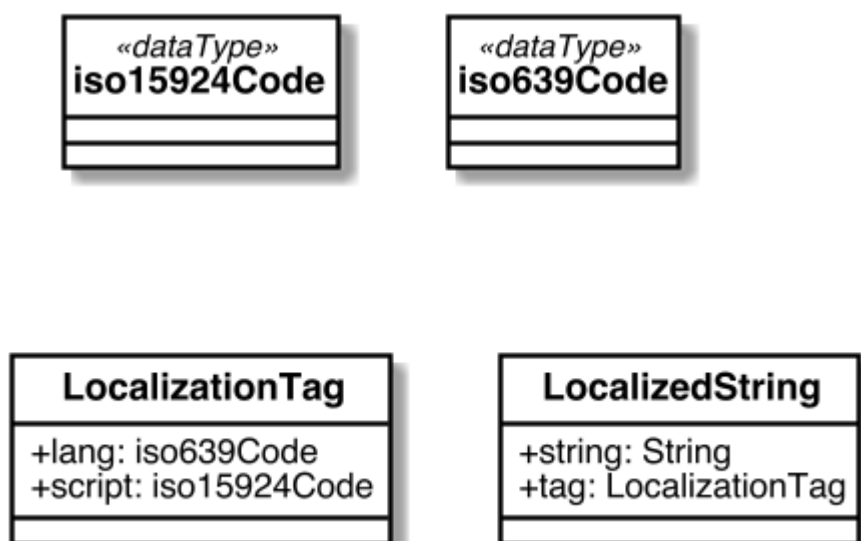 «dataType»
iso15924Code
«dataType»
iso639Code
LocalizationTag
+lang: iso639Code
+script: iso15924Code
LocalizedString
+string: String
+tag: LocalizationTag